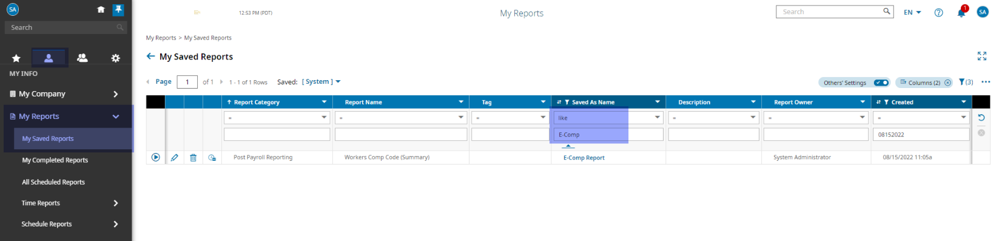 SA
Search
MY INFO
My Company
My Reports
My Saved Reports
My Completed Reports
All Scheduled Reports
Time Reports
Schedule Reports
12:53 PM (PDT)
My Reports
Search
EN
?
1
SA
My Reports > My Saved Reports
My Saved Reports
Page 1 of 1 1 - 1 of 1 Rows Saved: [ System ]
Others' Settings Columns (2) (3)
Report Category Report Name Tag Saved As Name Description Report Owner Created
= = = like = = =
E-Comp 08152022
Post Payroll Reporting Workers Comp Code (Summary) E-Comp Report System Administrator 08/15/2022 11:05a